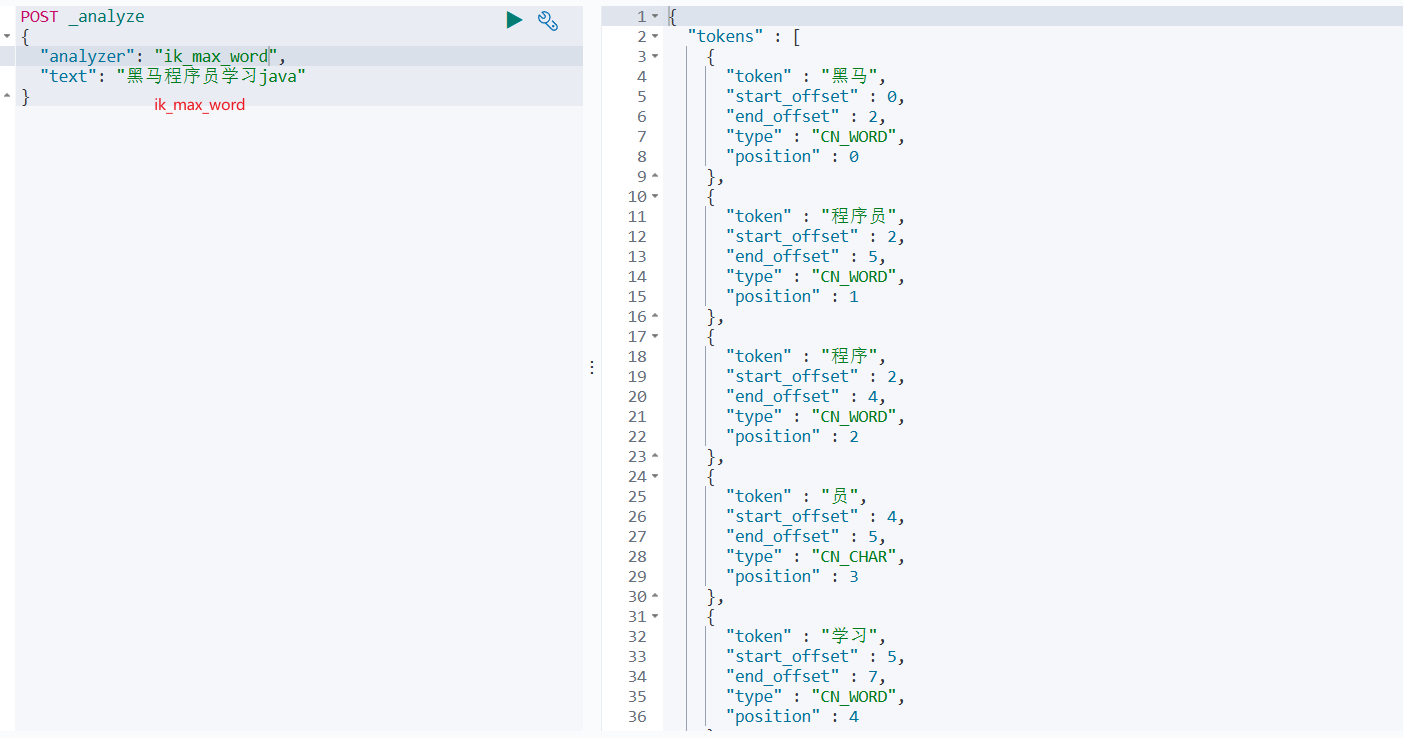 POST _analyze
{
"analyzer": "ik_max_word",
"text": "黑马程序员学习java"
}
ik_max_word
1 {
2 "tokens" : [
3 {
4 "token" : "黑马",
5 "start_offset" : 0,
6 "end_offset" : 2,
7 "type" : "CN_WORD",
8 "position" : 0
9 },
10 {
11 "token" : "程序员",
12 "start_offset" : 2,
13 "end_offset" : 5,
14 "type" : "CN_WORD",
15 "position" : 1
16 },
17 {
18 "token" : "程序",
19 "start_offset" : 2,
20 "end_offset" : 4,
21 "type" : "CN_WORD",
22 "position" : 2
23 },
24 {
25 "token" : "员",
26 "start_offset" : 4,
27 "end_offset" : 5,
28 "type" : "CN_CHAR",
29 "position" : 3
30 },
31 {
32 "token" : "学习",
33 "start_offset" : 5,
34 "end_offset" : 7,
35 "type" : "CN_WORD",
36 "position" : 4